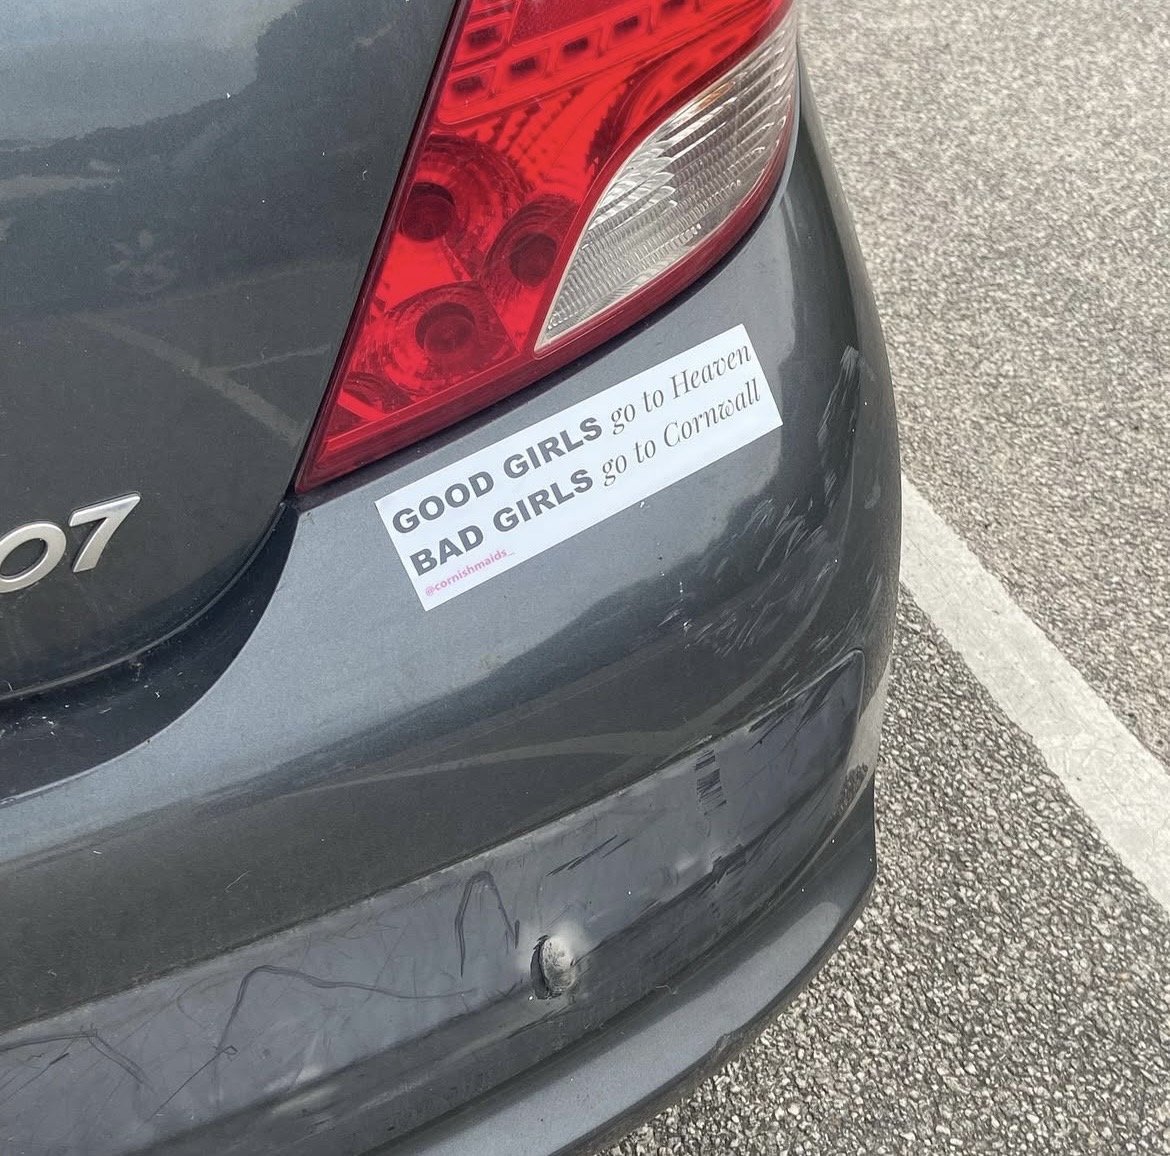 GOOD GIRLS go to Heaven
BAD GIRLS go to Cornwall
@cornishmaids_
07